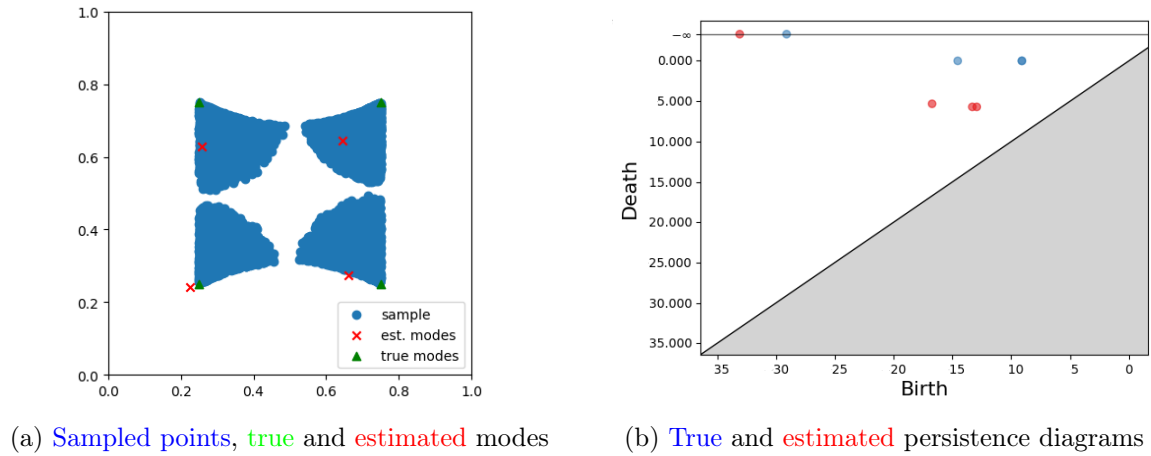 1.0
0.8
0.6
0.4
0.2
0.0
0.0 0.2 0.4 0.6 0.8 1.0
sample
est. modes
true modes
−∞
0.000
5.000
10.000
15.000
20.000
25.000
30.000
35.000
Death
35 30 25 20 15 10 5 0
Birth
(a) Sampled points, true and estimated modes
(b) True and estimated persistence diagrams